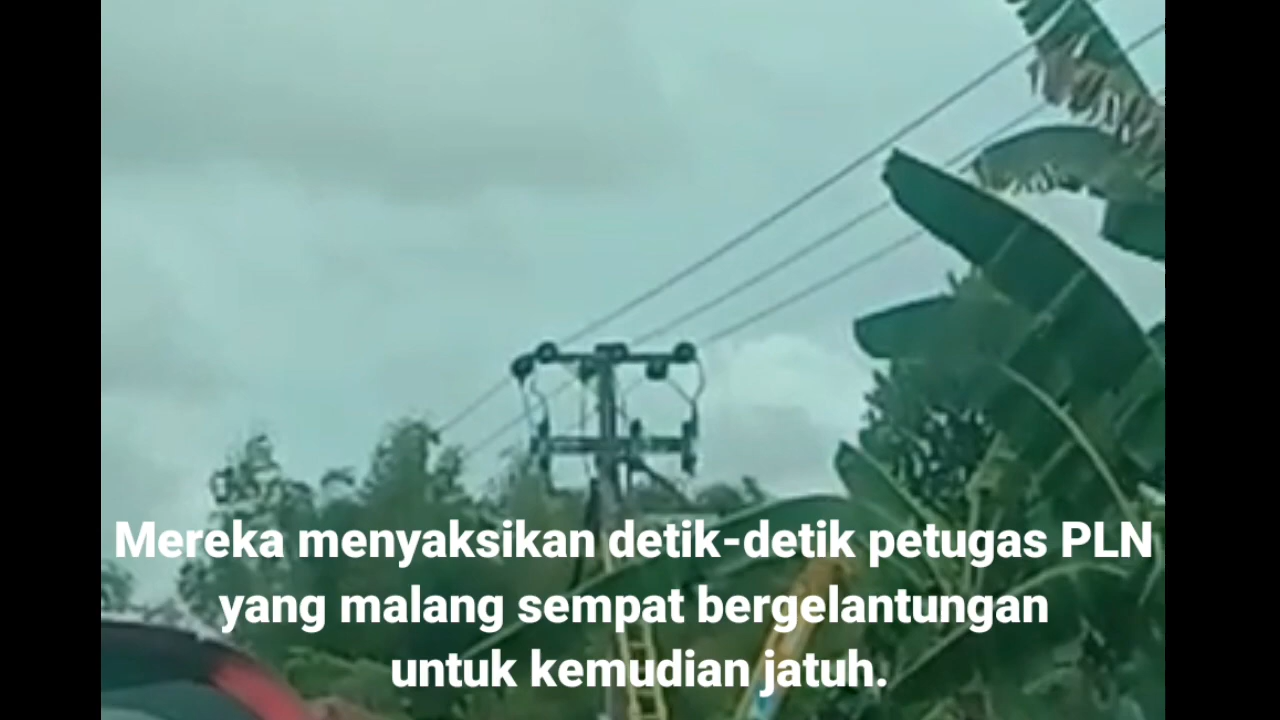 Mereka menyaksikan detik-detik petugas PLN
yang malang sempat bergelantungan
untuk kemudian jatuh.